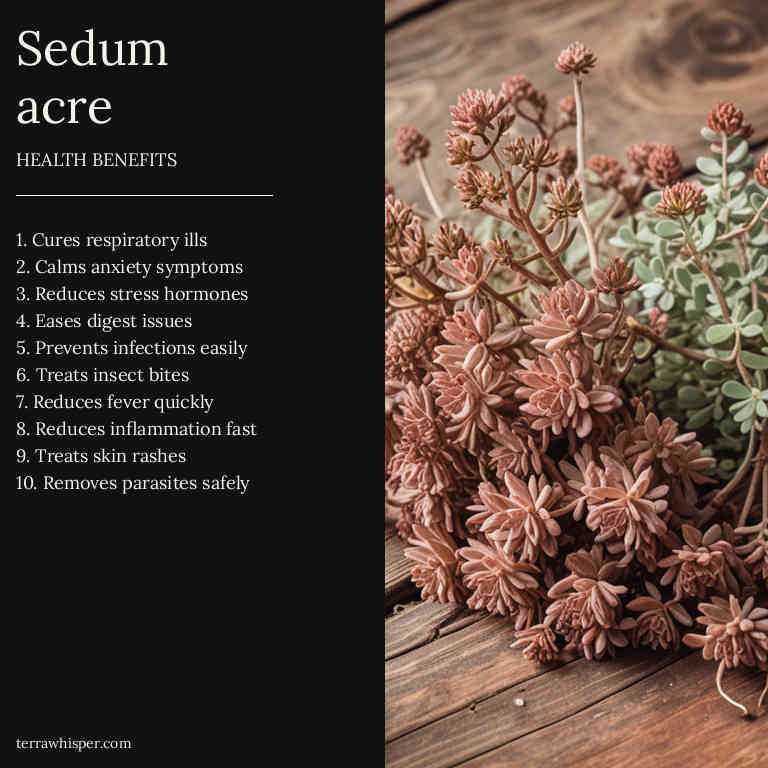 Sedum
acre
HEALTH BENEFITS
1. Cures respiratory ills
2. Calms anxiety symptoms
3. Reduces stress hormones
4. Eases digest issues
5. Prevents infections easily
6. Treats insect bites
7. Reduces fever quickly
8. Reduces inflammation fast
9. Treats skin rashes
10. Removes parasites safely
terrawhisper.com